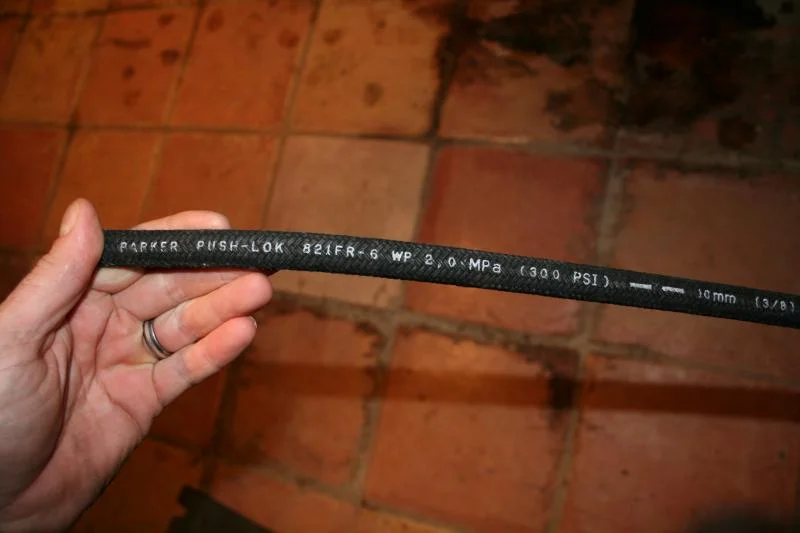 PARKER PUSH-LOK 821FR-6 WP 2.0 MPa (300 PSI) 10mm (3/8)